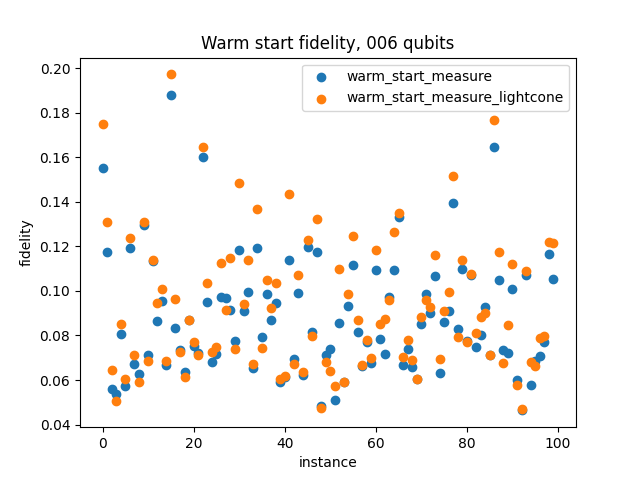 Warm start fidelity, 006 qubits
warm_start_measure
warm_start_measure_lightcone
fidelity
0.20
0.18
0.16
0.14
0.12
0.10
0.08
0.06
0.04
0 20 40 60 80 100
instance